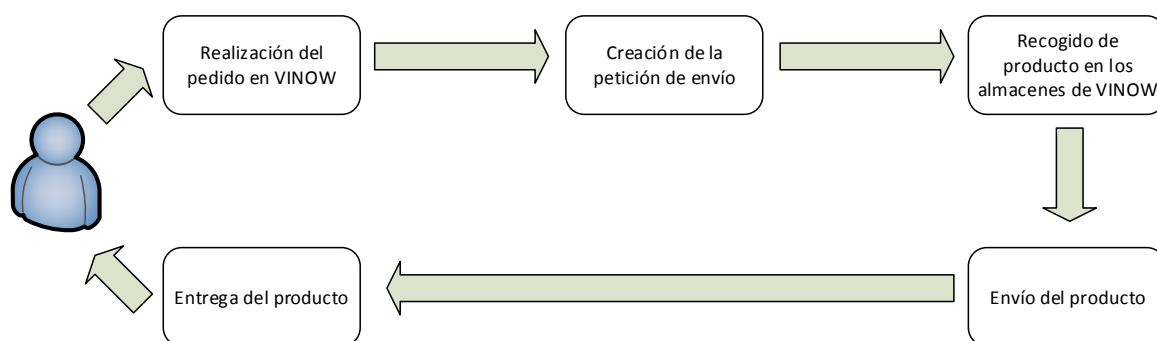 Realización del
pedido en VINOW
Creación de la
petición de envío
Recogido de
producto en los
almacenes de VINOW
Envío del producto
Entrega del producto